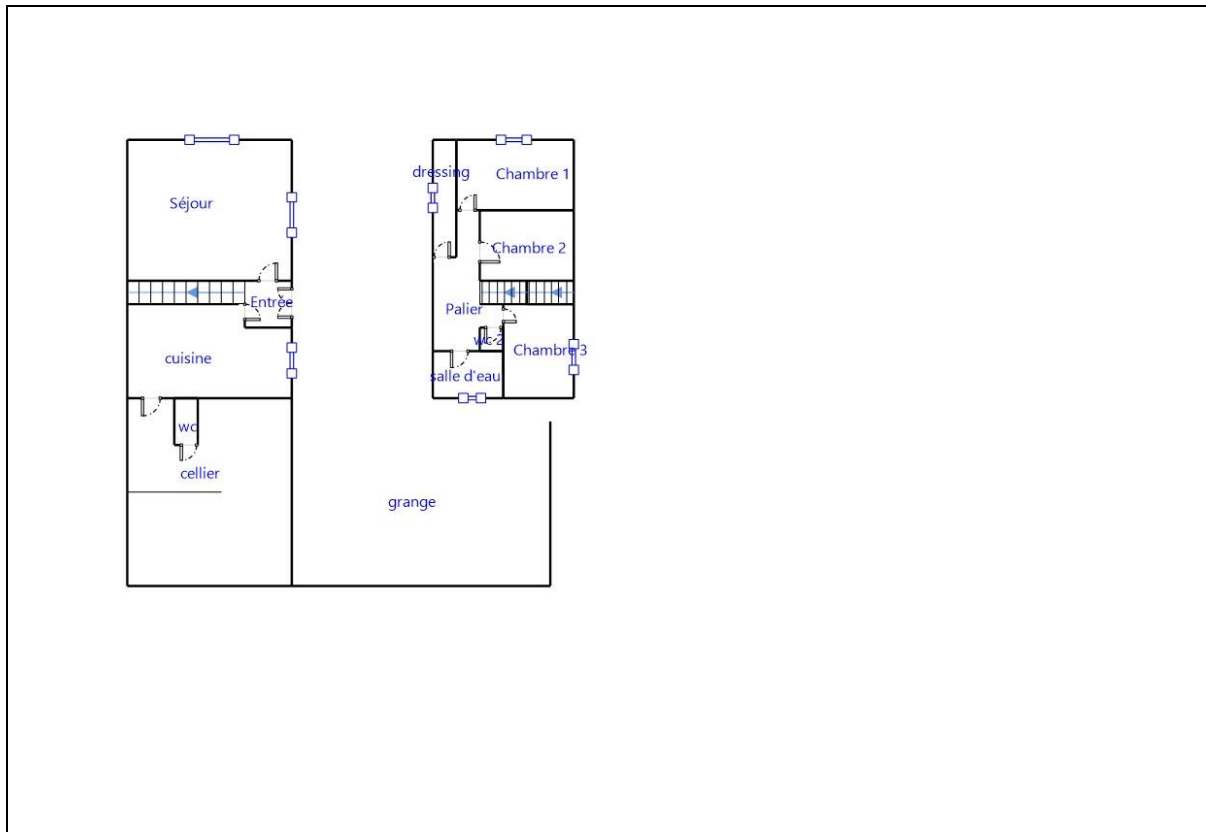 Séjour
Entrée
cuisine
wc
cellier
grange
dressing
Chambre 1
Chambre 2
Palier
wc 2
Chambre 3
salle d'eau